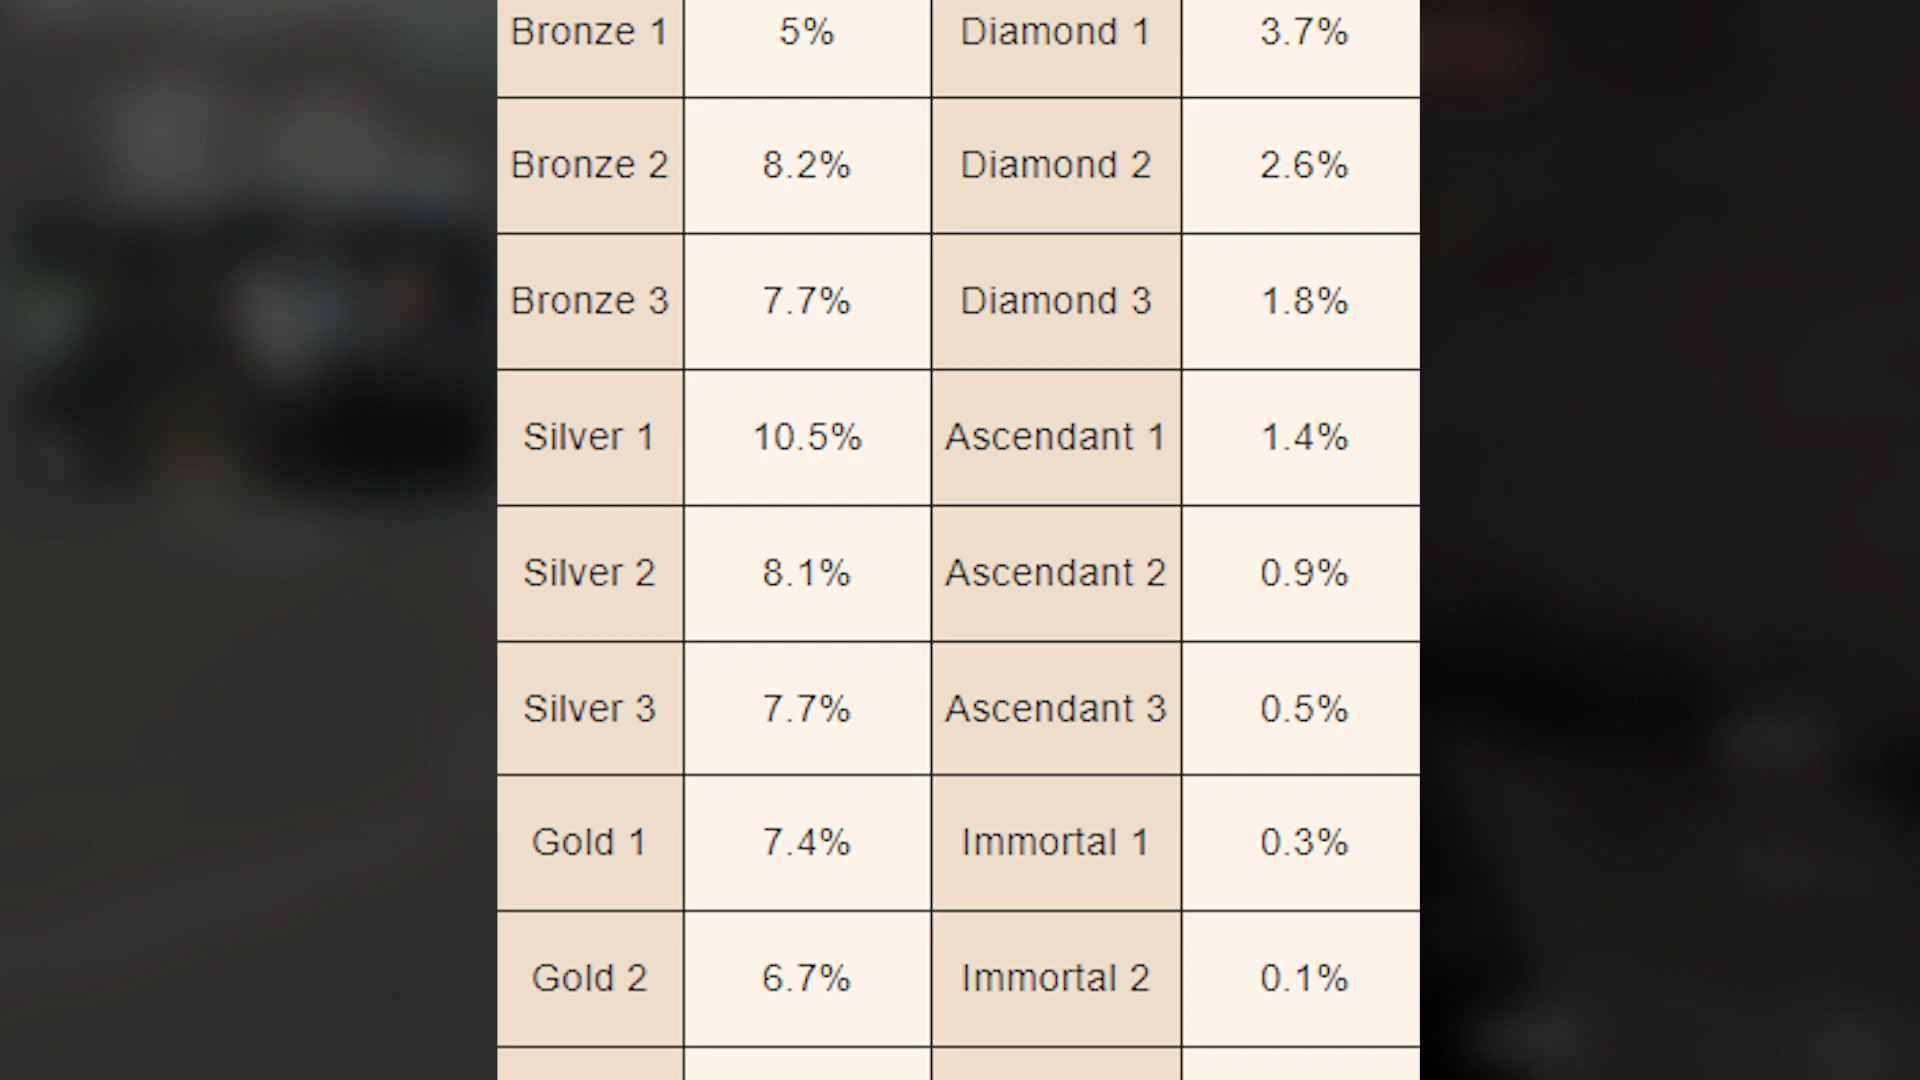 Bronze 1 5% Diamond 1 3.7%
Bronze 2 8.2% Diamond 2 2.6%
Bronze 3 7.7% Diamond 3 1.8%
Silver 1 10.5% Ascendant 1 1.4%
Silver 2 8.1% Ascendant 2 0.9%
Silver 3 7.7% Ascendant 3 0.5%
Gold 1 7.4% Immortal 1 0.3%
Gold 2 6.7% Immortal 2 0.1%